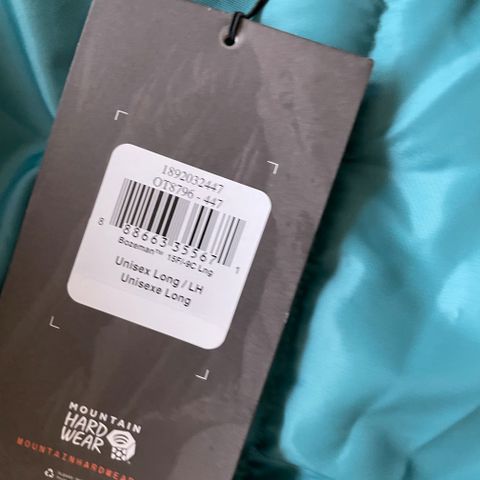 1892032447
OT8796 - 447
8 88663 35567 1
Bozeman™ 15F/-9C Lng
Unisex Long / LH
Unisexe Long
MOUNTAIN
HARD
WEAR
MOUNTAINHARDWEAR